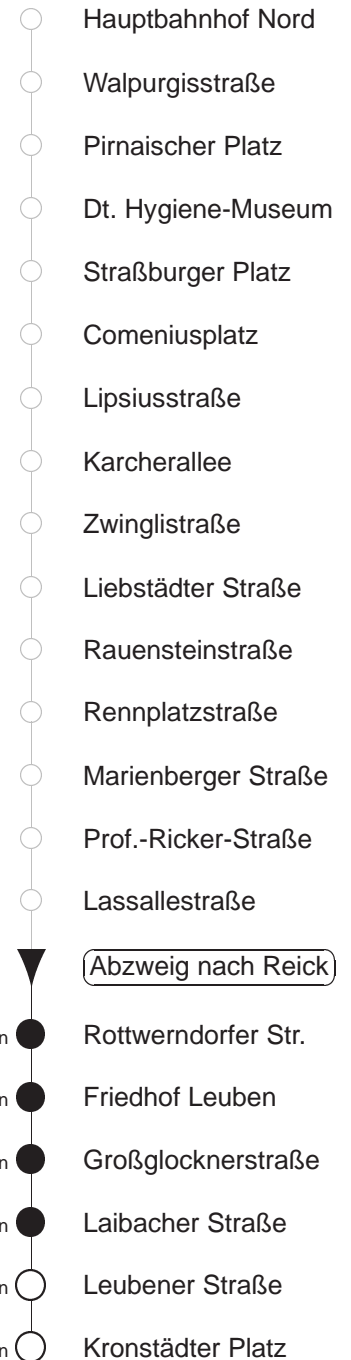 Hauptbahnhof Nord
Walpurgisstraße
Pirnaischer Platz
Dt. Hygiene-Museum
Straßburger Platz
Comeniusplatz
Lipsiusstraße
Karcherallee
Zwinglistraße
Liebstädter Straße
Rauensteinstraße
Rennplatzstraße
Marienberger Straße
Prof.-Ricker-Straße
Lassallestraße
Abzweig nach Reick
n Rottwerndorfer Str.
n Friedhof Leuben
n Großglocknerstraße
n Laibacher Straße
n Leubener Straße
n Kronstädter Platz